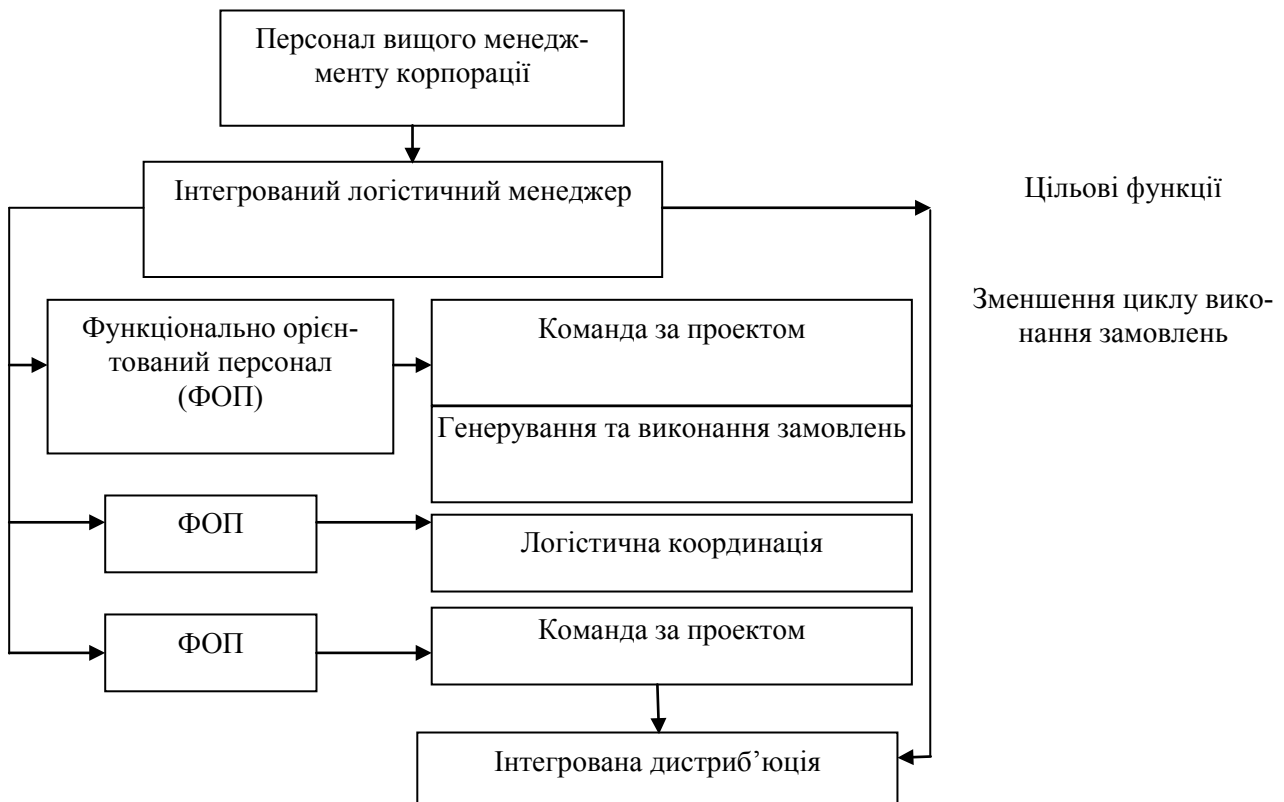 Персонал вищого менедж-
менту корпорації
Інтегрований логістичний менеджер
Цільові функції
Функціонально орієн-
тований персонал
(ФОП)
Команда за проектом
Зменшення циклу вико-
нання замовлень
Генерування та виконання замовлень
ФОП
Логістична координація
ФОП
Команда за проектом
Інтегрована дистриб’юція